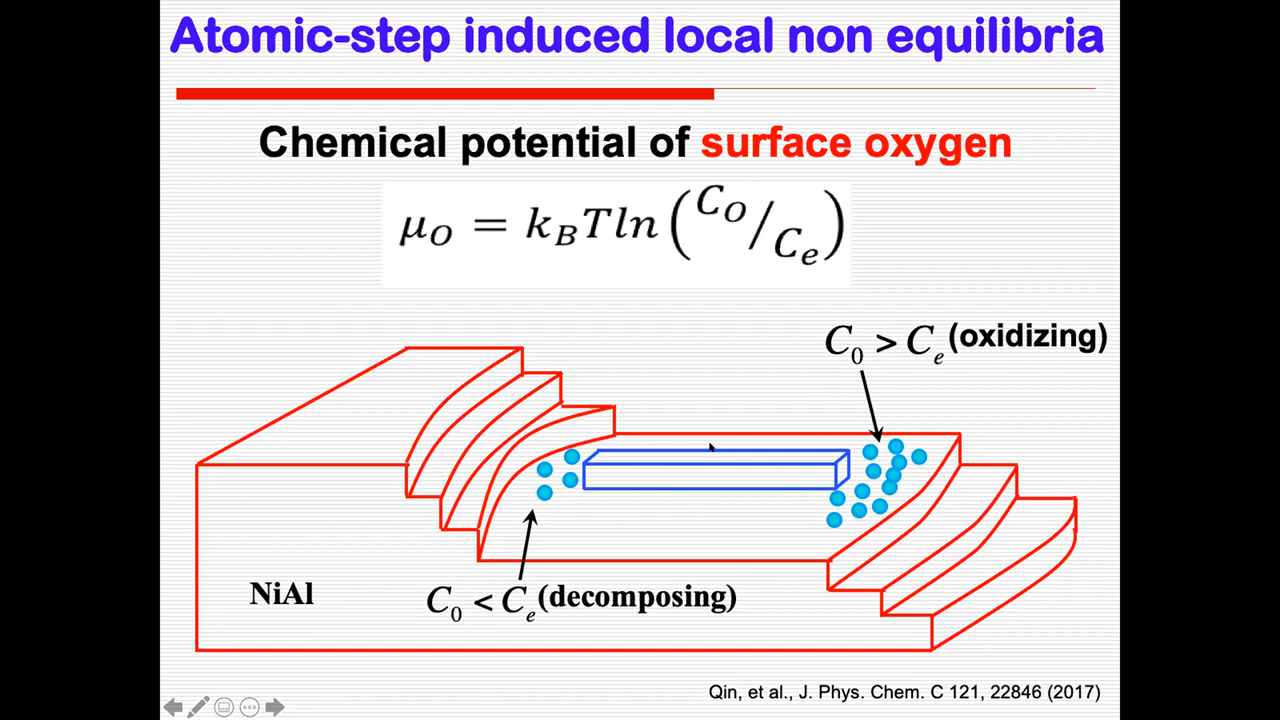 Atomic-step induced local non equilibria
Chemical potential of surface oxygen
μ_O = k_B T ln (C_O / C_e)
C_0 > C_e (oxidizing)
NiAl
C_0 < C_e (decomposing)
Qin, et al., J. Phys. Chem. C 121, 22846 (2017)